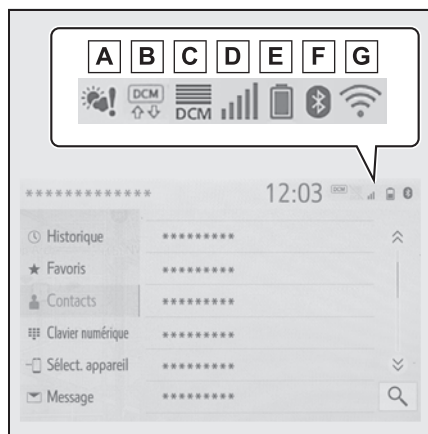 A B C D E F G
DCM DCM
************* 12:03 DCM
Historique *********
Favoris *********
Contacts *********
Clavier numérique *********
Sélect. appareil *********
Message *********